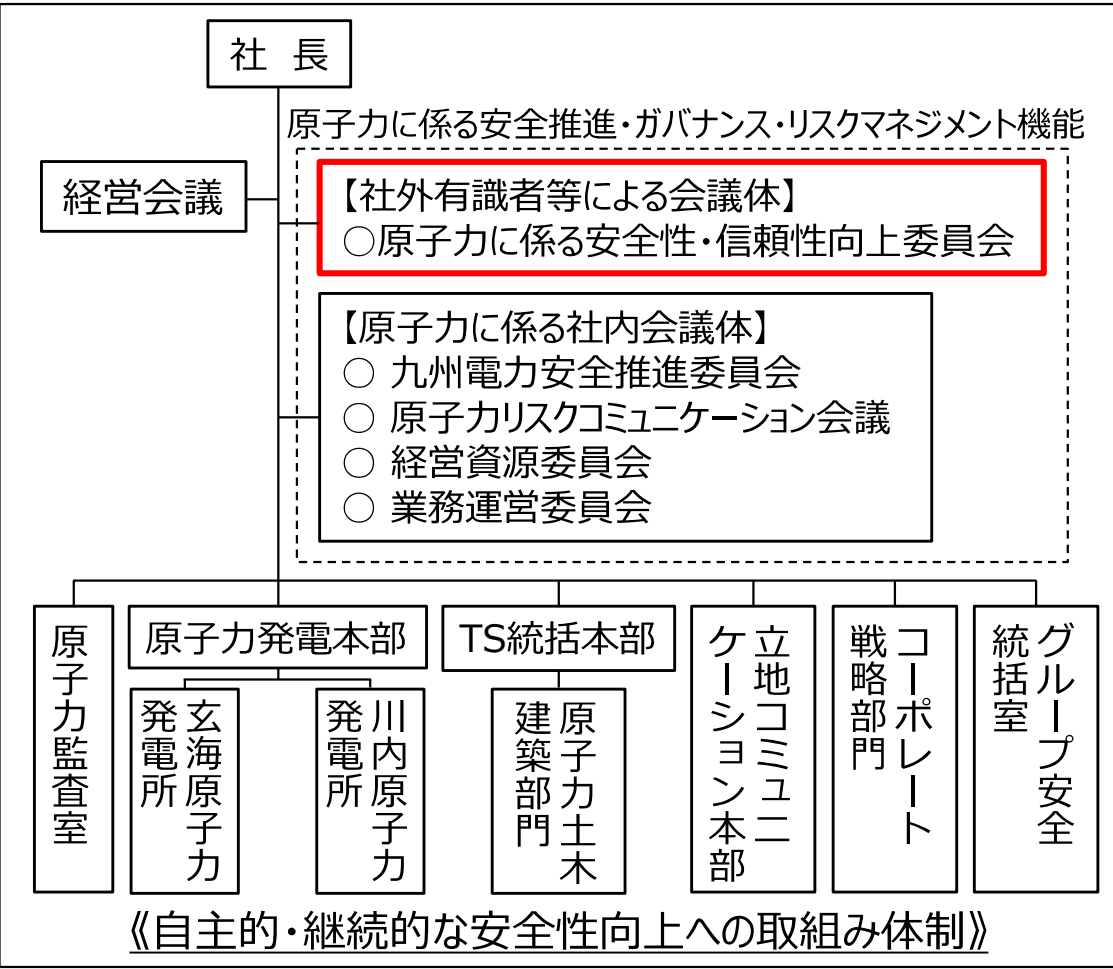 社 長
原子力に係る安全推進・ガバナンス・リスクマネジメント機能
経営会議
【社外有識者等による会議体】
○原子力に係る安全性・信頼性向上委員会
【原子力に係る社内会議体】
○ 九州電力安全推進委員会
○ 原子力リスクコミュニケーション会議
○ 経営資源委員会
○ 業務運営委員会
原子力監査室
原子力発電本部
玄海原子力
発電所
川内原子力
発電所
TS統括本部
原子力土木
建築部門
立地コミュニ
ケーション本部
コーポレート
戦略部門
グループ安全
統括室
《自主的・継続的な安全性向上への取組み体制》